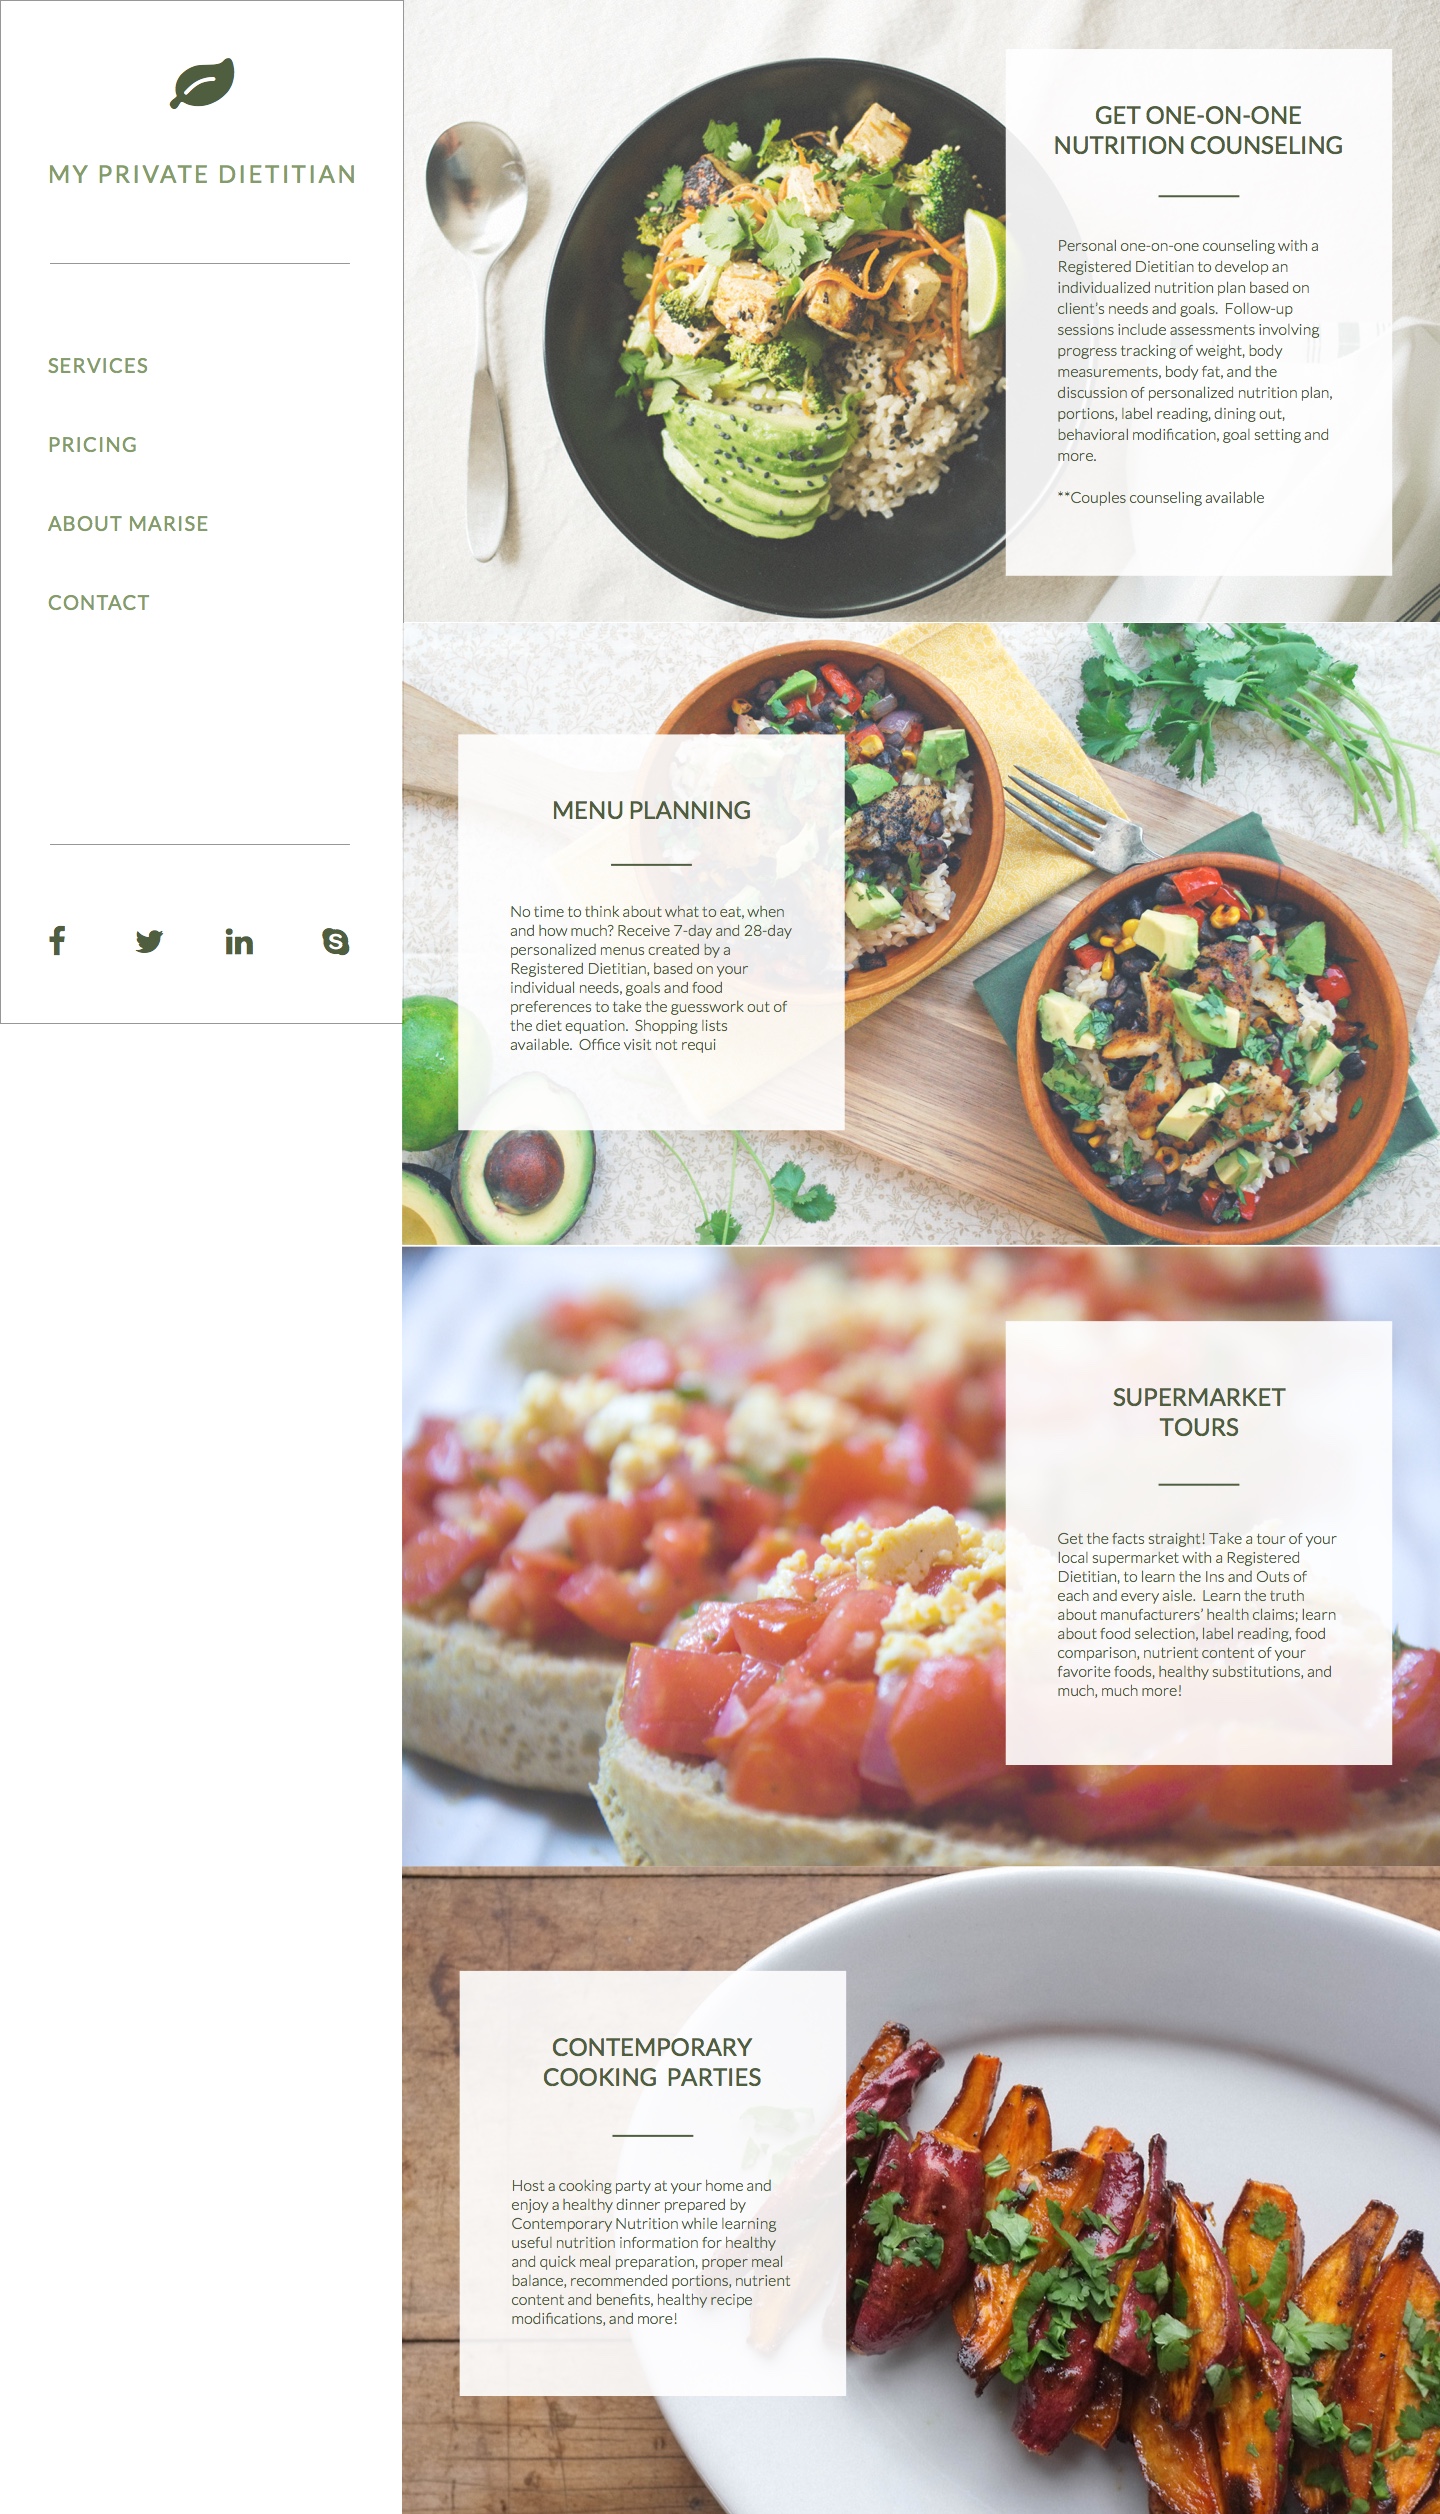 MY PRIVATE DIETITIAN
SERVICES
PRICING
ABOUT MARISE
CONTACT
GET ONE-ON-ONE
NUTRITION COUNSELING
Personal one-on-one counseling with a
Registered Dietitian to develop an
individualized nutrition plan based on
client's needs and goals.  Follow-up
sessions include assessments involving
progress tracking of weight, body
measurements, body fat, and the
discussion of personalized nutrition plan,
portions, label reading, dining out,
behavioral modification, goal setting and
more.
**Couples counseling available
MENU PLANNING
No time to think about what to eat, when
and how much? Receive 7-day and 28-day
personalized menus created by a
Registered Dietitian, based on your
individual needs, goals and food
preferences to take the guesswork out of
the diet equation.  Shopping lists
available.  Office visit not requi
SUPERMARKET
TOURS
Get the facts straight! Take a tour of your
local supermarket with a Registered
Dietitian, to learn the Ins and Outs of
each and every aisle.  Learn the truth
about manufacturers' health claims; learn
about food selection, label reading, food
comparison, nutrient content of your
favorite foods, healthy substitutions, and
much, much more!
CONTEMPORARY
COOKING PARTIES
Host a cooking party at your home and
enjoy a healthy dinner prepared by
Contemporary Nutrition while learning
useful nutrition information for healthy
and quick meal preparation, proper meal
balance, recommended portions, nutrient
content and benefits, healthy recipe
modifications, and more!